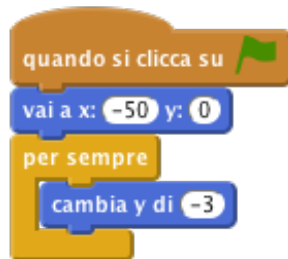 quando si clicca su
vai a x: -50 y: 0
per sempre
cambia y di -3